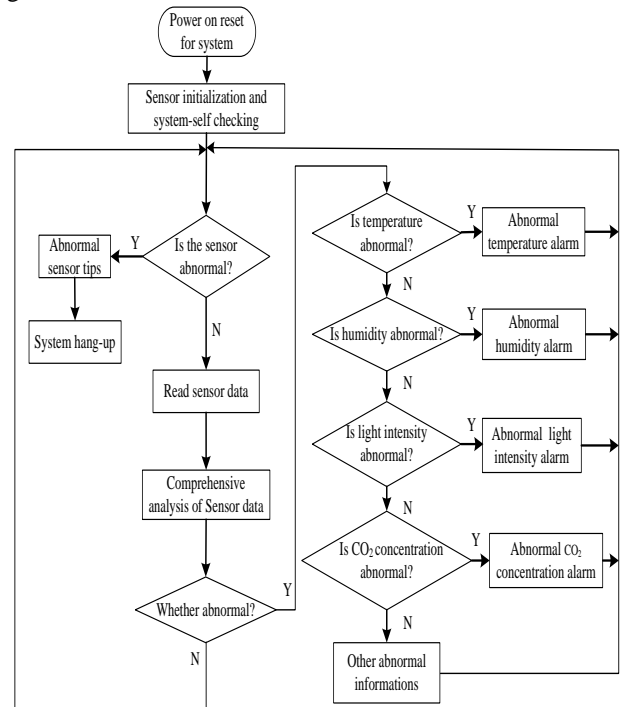 Power on reset
for system
Sensor initialization and
system-self checking
Is the sensor
abnormal?
Y
Abnormal
sensor tips
System hang-up
N
Read sensor data
Comprehensive
analysis of Sensor data
Whether abnormal?
Y
N
Is temperature
abnormal?
Y
Abnormal
temperature alarm
N
Is humidity abnormal?
Y
Abnormal
humidity alarm
N
Is light intensity
abnormal?
Y
Abnormal light
intensity alarm
N
Is CO₂ concentration
abnormal?
Y
Abnormal CO₂
concentration alarm
N
Other abnormal
informations